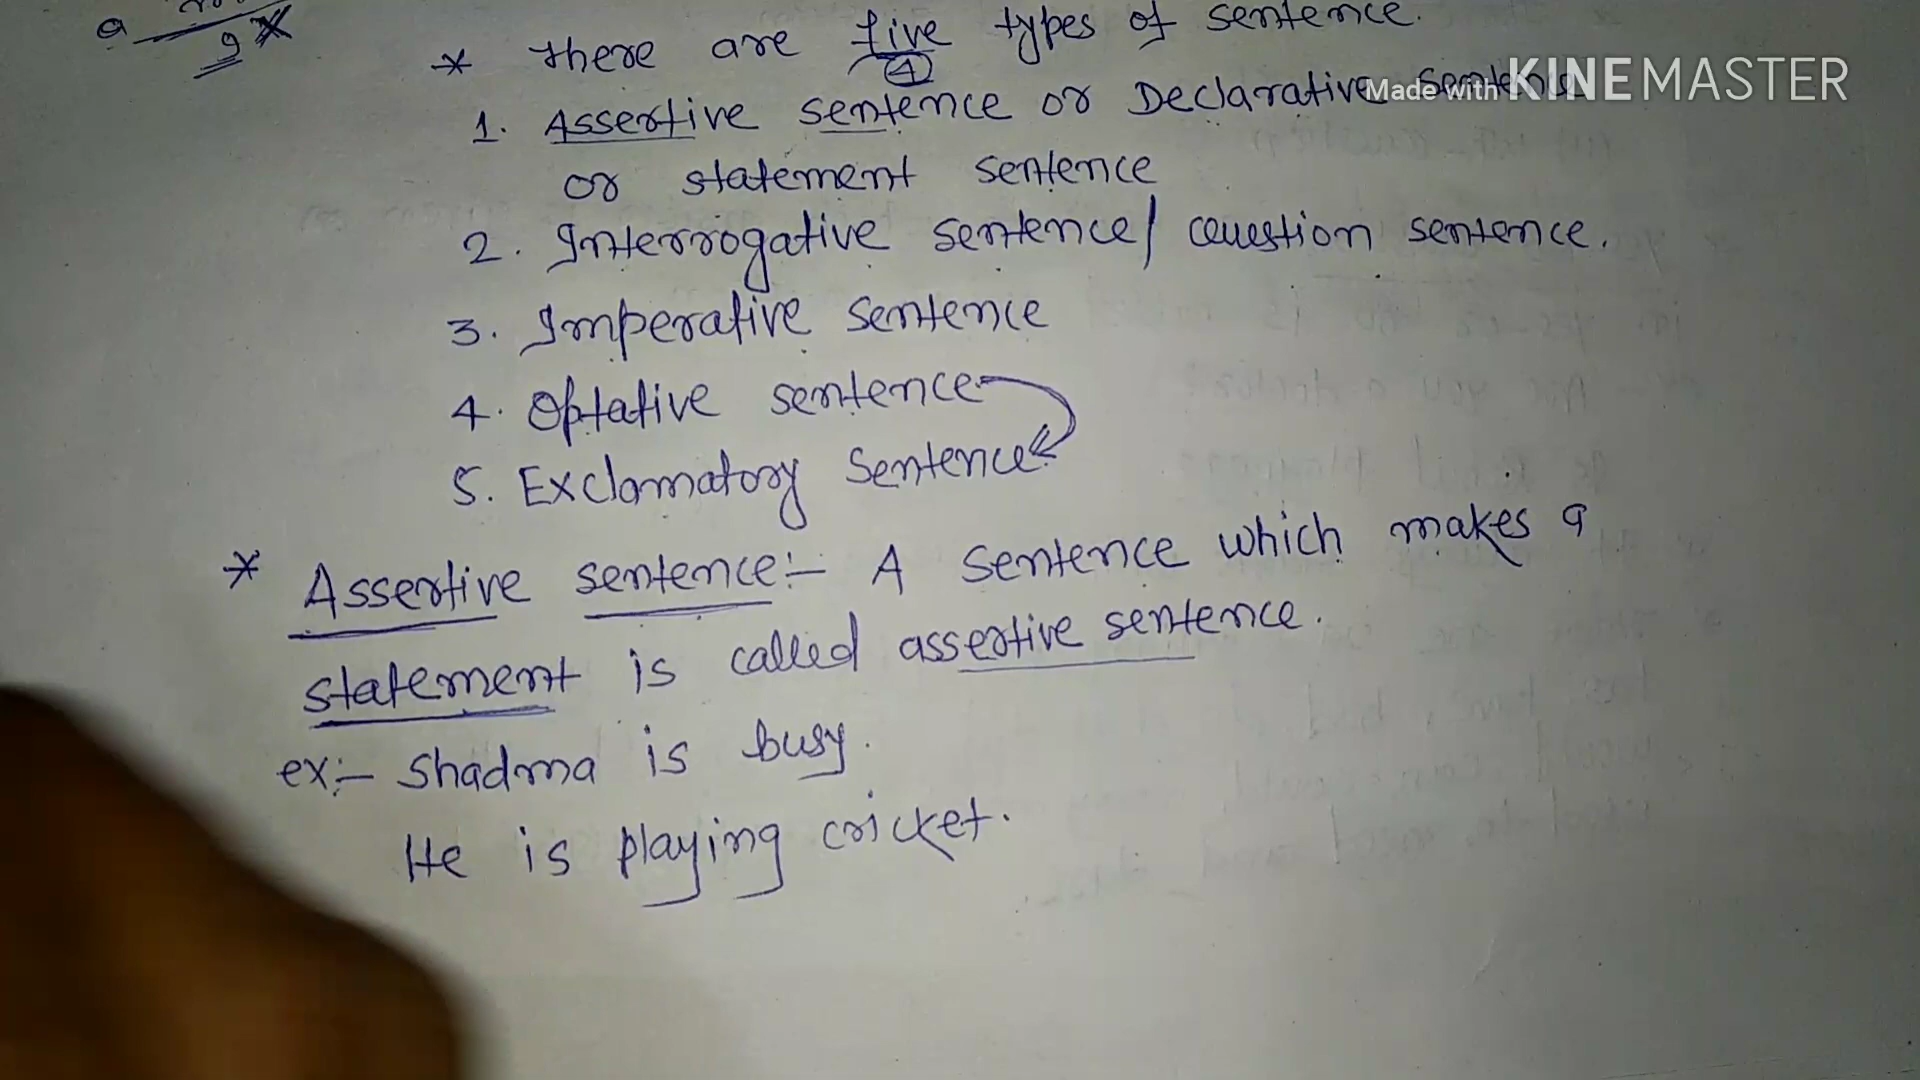 * There are five types of sentence.
4
1. Assertive sentence or Declarative sentence
or statement sentence
2. Interrogative sentence/ Question sentence.
3. Imperative sentence
4. Optative sentence
5. Exclamatory sentence
* Assertive sentence:- A sentence which makes a
statement is called assertive sentence.
ex:- Shadma is busy.
He is playing cricket.
Made with KINEMASTER